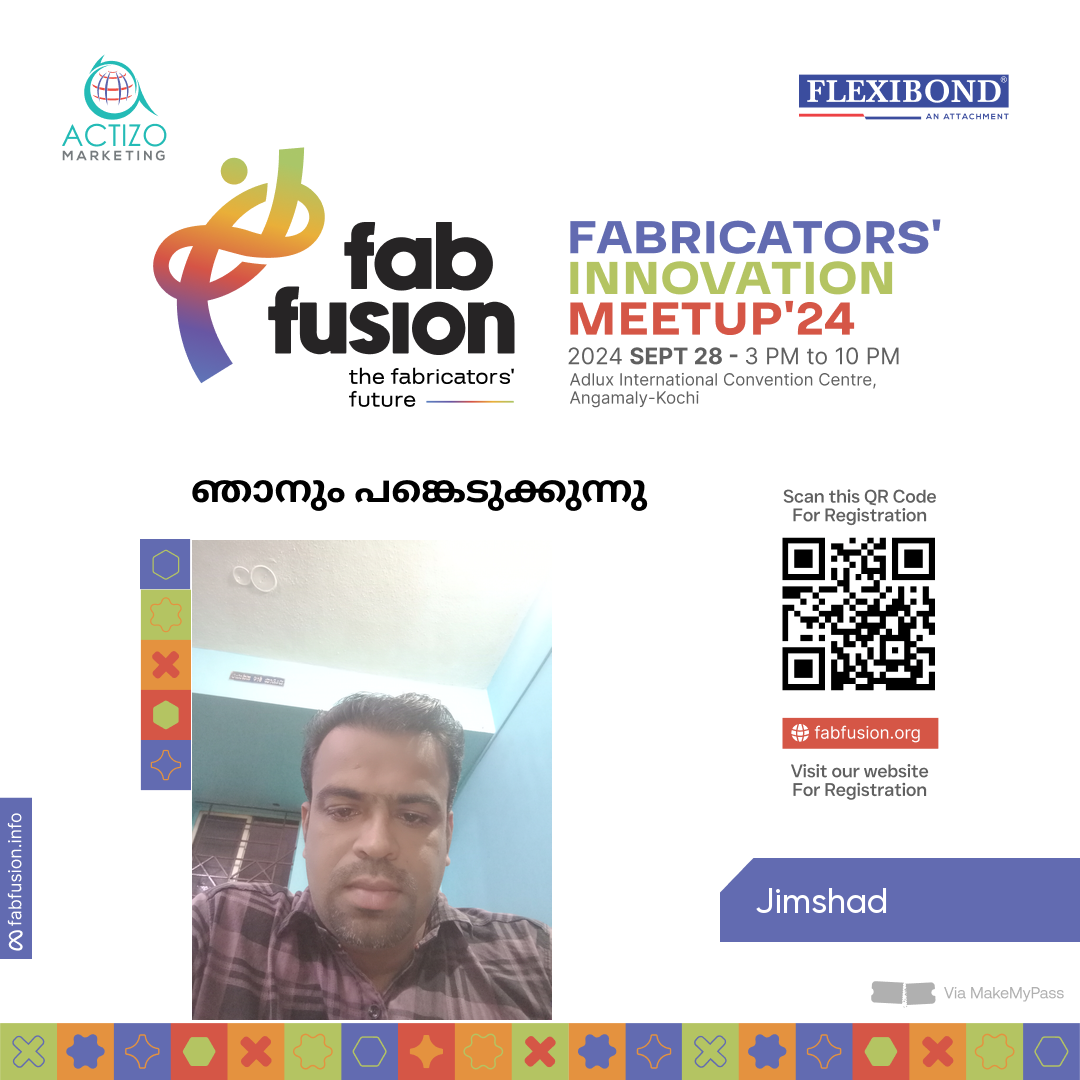 ACTIZO
MARKETING
FLEXIBOND®
AN ATTACHMENT
fab
fusion
the fabricators'
future
FABRICATORS'
INNOVATION
MEETUP'24
2024 SEPT 28 - 3 PM to 10 PM
Adlux International Convention Centre,
Angamaly-Kochi
ഞാനും പങ്കെടുക്കുന്നു
Scan this QR Code
For Registration
fabfusion.org
Visit our website
For Registration
fabfusion.info
Jimshad
Via MakeMyPass